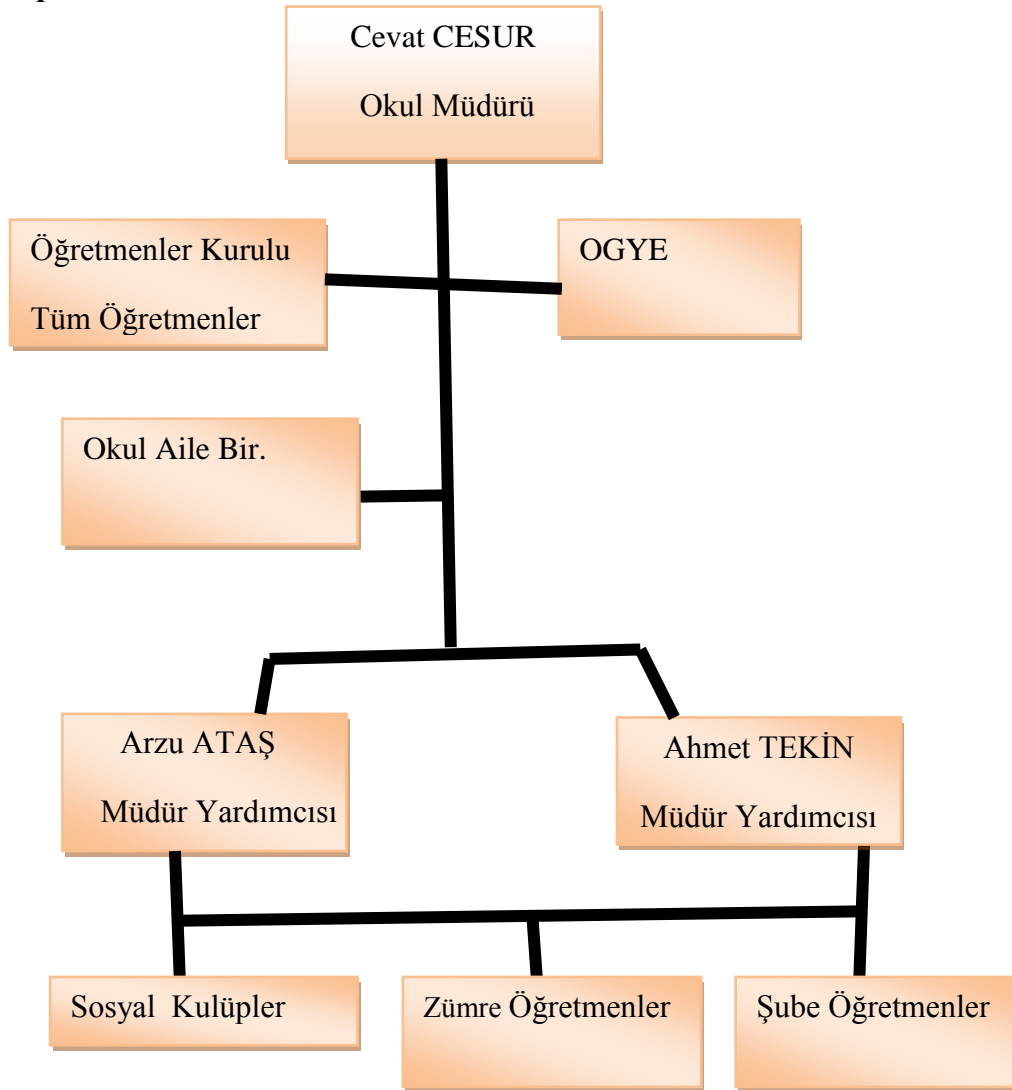 Cevat CESUR
Okul Müdürü
Öğretmenler Kurulu
Tüm Öğretmenler
OGYE
Okul Aile Bir.
Arzu ATAŞ
Müdür Yardımcısı
Ahmet TEKİN
Müdür Yardımcısı
Sosyal Kulüpler
Zümre Öğretmenler
Şube Öğretmenler